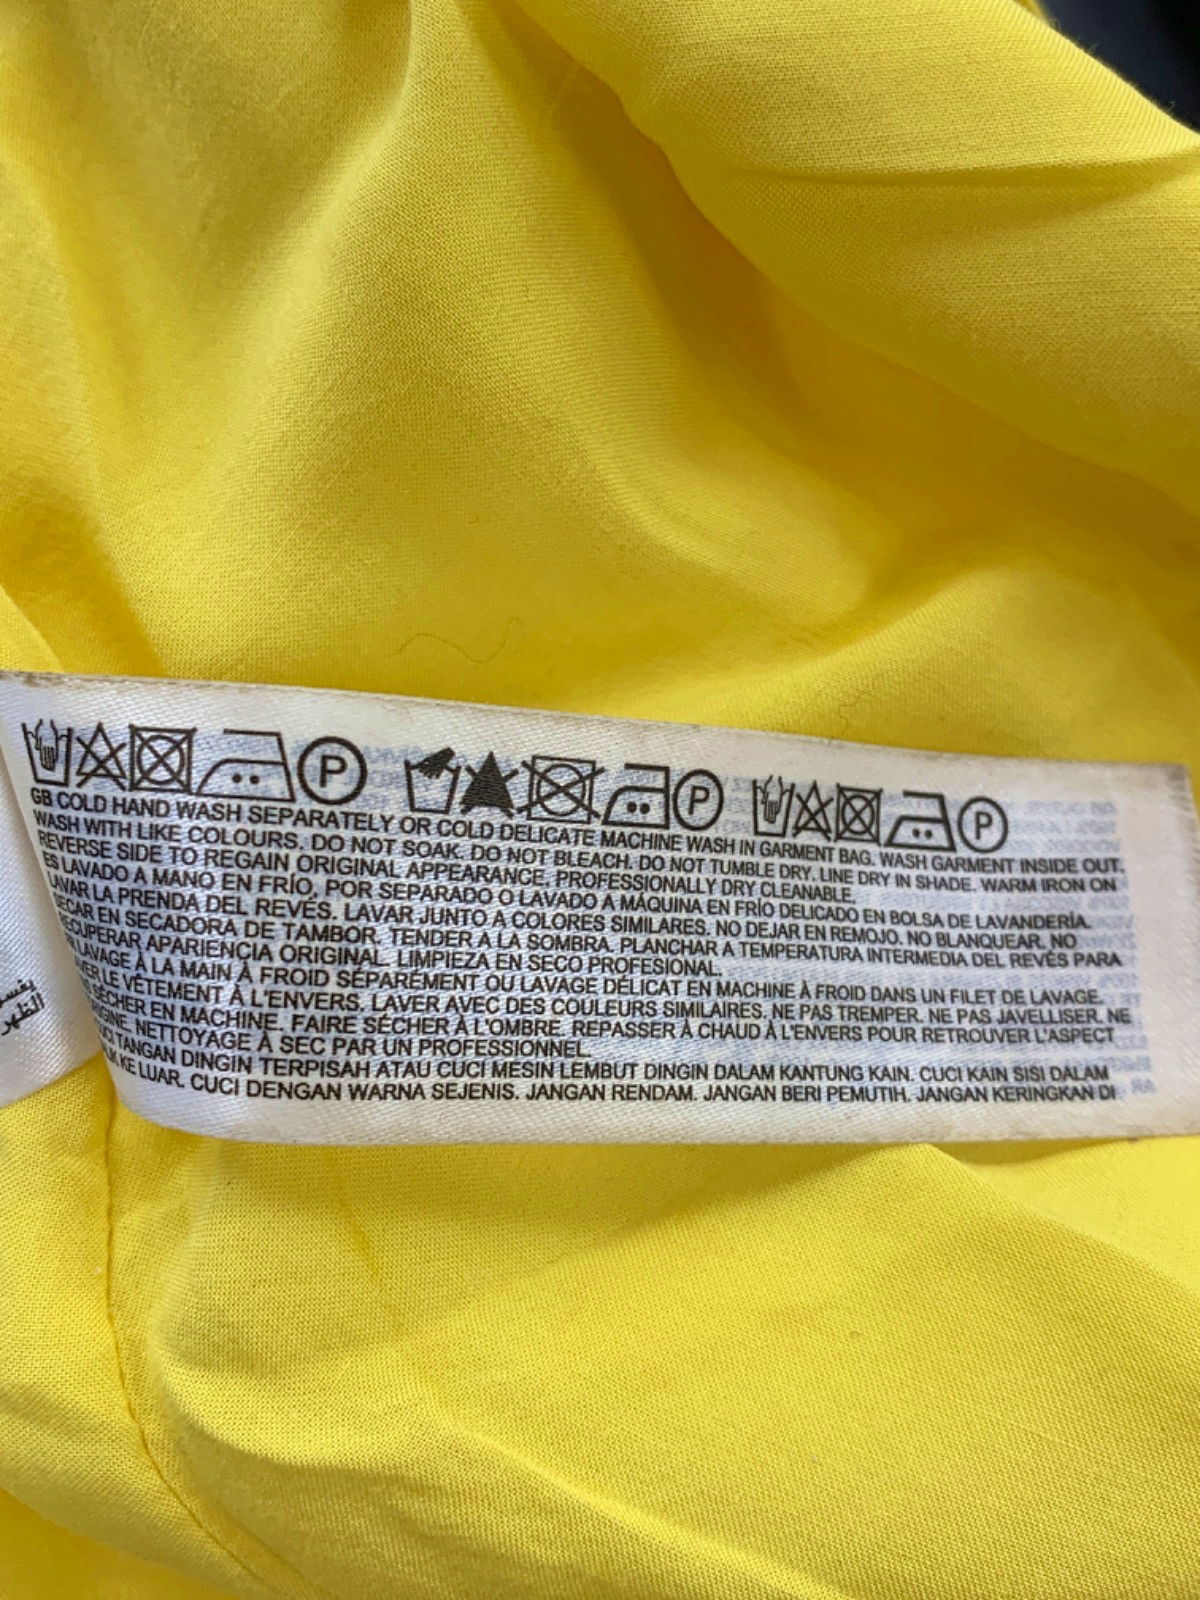 P P P
GB COLD HAND WASH SEPARATELY OR COLD DELICATE MACHINE WASH IN GARMENT BAG. WASH GARMENT INSIDE OUT.
WASH WITH LIKE COLOURS. DO NOT SOAK. DO NOT BLEACH. DO NOT TUMBLE DRY. LINE DRY IN SHADE. WARM IRON ON
REVERSE SIDE TO REGAIN ORIGINAL APPEARANCE. PROFESSIONALLY DRY CLEANABLE.
ES LAVADO A MANO EN FRÍO, POR SEPARADO O LAVADO A MÁQUINA EN FRÍO DELICADO EN BOLSA DE LAVANDERÍA.
LAVAR LA PRENDA DEL REVÉS. LAVAR JUNTO A COLORES SIMILARES. NO DEJAR EN REMOJO. NO BLANQUEAR. NO
ECAR EN SECADORA DE TAMBOR. TENDER A LA SOMBRA. PLANCHAR A TEMPERATURA INTERMEDIA DEL REVÉS PARA
ECUPERAR APARIENCIA ORIGINAL. LIMPIEZA EN SECO PROFESIONAL.
LAVAGE À LA MAIN À FROID SÉPARÉMENT OU LAVAGE DÉLICAT EN MACHINE À FROID DANS UN FILET DE LAVAGE.
VER LE VÊTEMENT À L'ENVERS. LAVER AVEC DES COULEURS SIMILAIRES. NE PAS TREMPER. NE PAS JAVELLISER. NE
SÉCHER EN MACHINE. FAIRE SÉCHER À L'OMBRE. REPASSER À CHAUD À L'ENVERS POUR RETROUVER L'ASPECT
GINE. NETTOYAGE À SEC PAR UN PROFESSIONNEL.
CI TANGAN DINGIN TERPISAH ATAU CUCI MESIN LEMBUT DINGIN DALAM KANTUNG KAIN. CUCI KAIN SISI DALAM
KE LUAR. CUCI DENGAN WARNA SEJENIS. JANGAN RENDAM. JANGAN BERI PEMUTIH. JANGAN KERINGKAN DI
الظهر